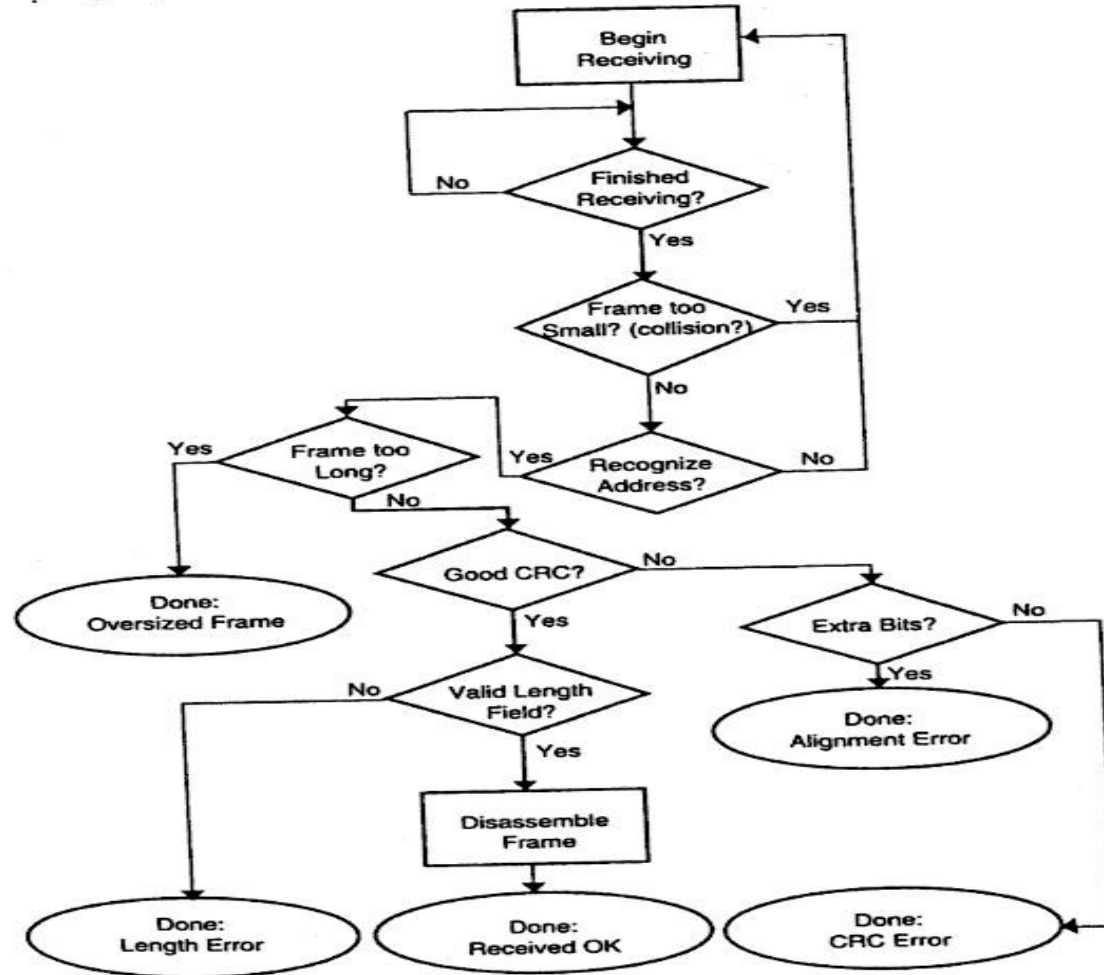 Begin
Receiving
No
Finished
Receiving?
Yes
Frame too
Small? (collision?)
Yes
No
Yes
Frame too
Long?
Yes
Recognize
Address?
No
No
Good CRC?
No
Done:
Oversized Frame
Yes
Extra Bits?
No
No
Valid Length
Field?
Yes
Done:
Alignment Error
Yes
Disassemble
Frame
Done:
Length Error
Done:
Received OK
Done:
CRC Error